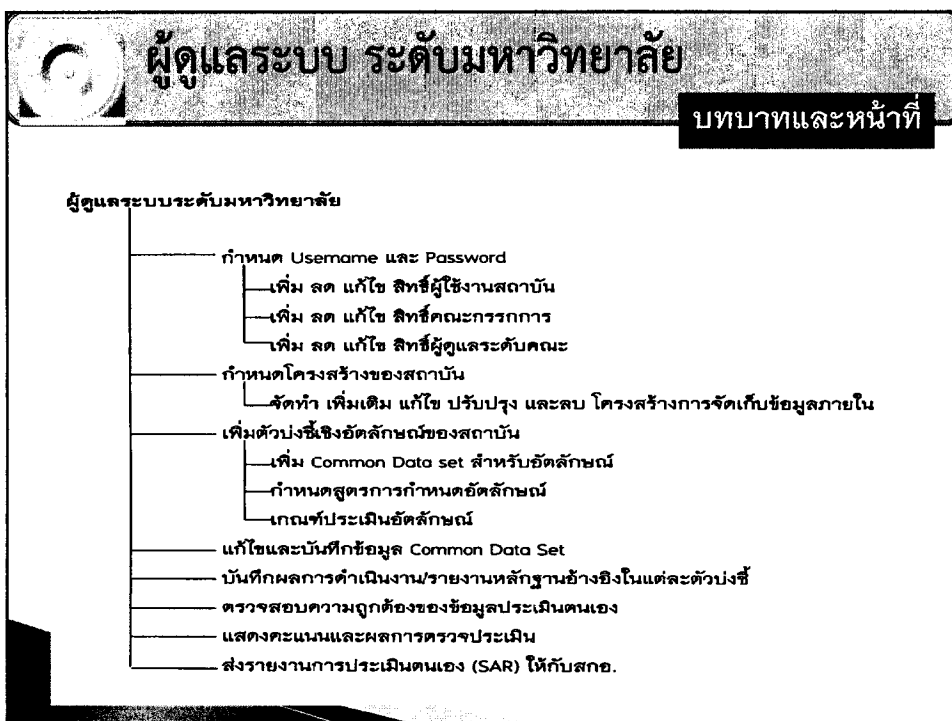 ผู้ดูแลระบบ ระดับมหาวิทยาลัย
บทบาทและหน้าที่
ผู้ดูแลระบบระดับมหาวิทยาลัย
กำหนด Username และ Password
เพิ่ม ลด แก้ไข สิทธิ์ผู้ใช้งานสถาบัน
เพิ่ม ลด แก้ไข สิทธิ์คณะกรรกการ
เพิ่ม ลด แก้ไข สิทธิ์ผู้ดูแลระดับคณะ
กำหนดโครงสร้างของสถาบัน
จัดทำ เพิ่มเติม แก้ไข ปรับปรุง และลบ โครงสร้างการจัดเก็บข้อมูลภายใน
เพิ่มตัวบ่งชี้เชิงอัตลักษณ์ของสถาบัน
เพิ่ม Common Data set สำหรับอัตลักษณ์
กำหนดสูตรการกำหนดอัตลักษณ์
เกณฑ์ประเมินอัตลักษณ์
แก้ไขและบันทึกข้อมูล Common Data Set
บันทึกผลการดำเนินงาน/รายงานหลักฐานอ้างอิงในแต่ละตัวบ่งชี้
ตรวจสอบความถูกต้องของข้อมูลประเมินตนเอง
แสดงคะแนนและผลการตรวจประเมิน
ส่งรายงานการประเมินตนเอง (SAR) ให้กับสกอ.